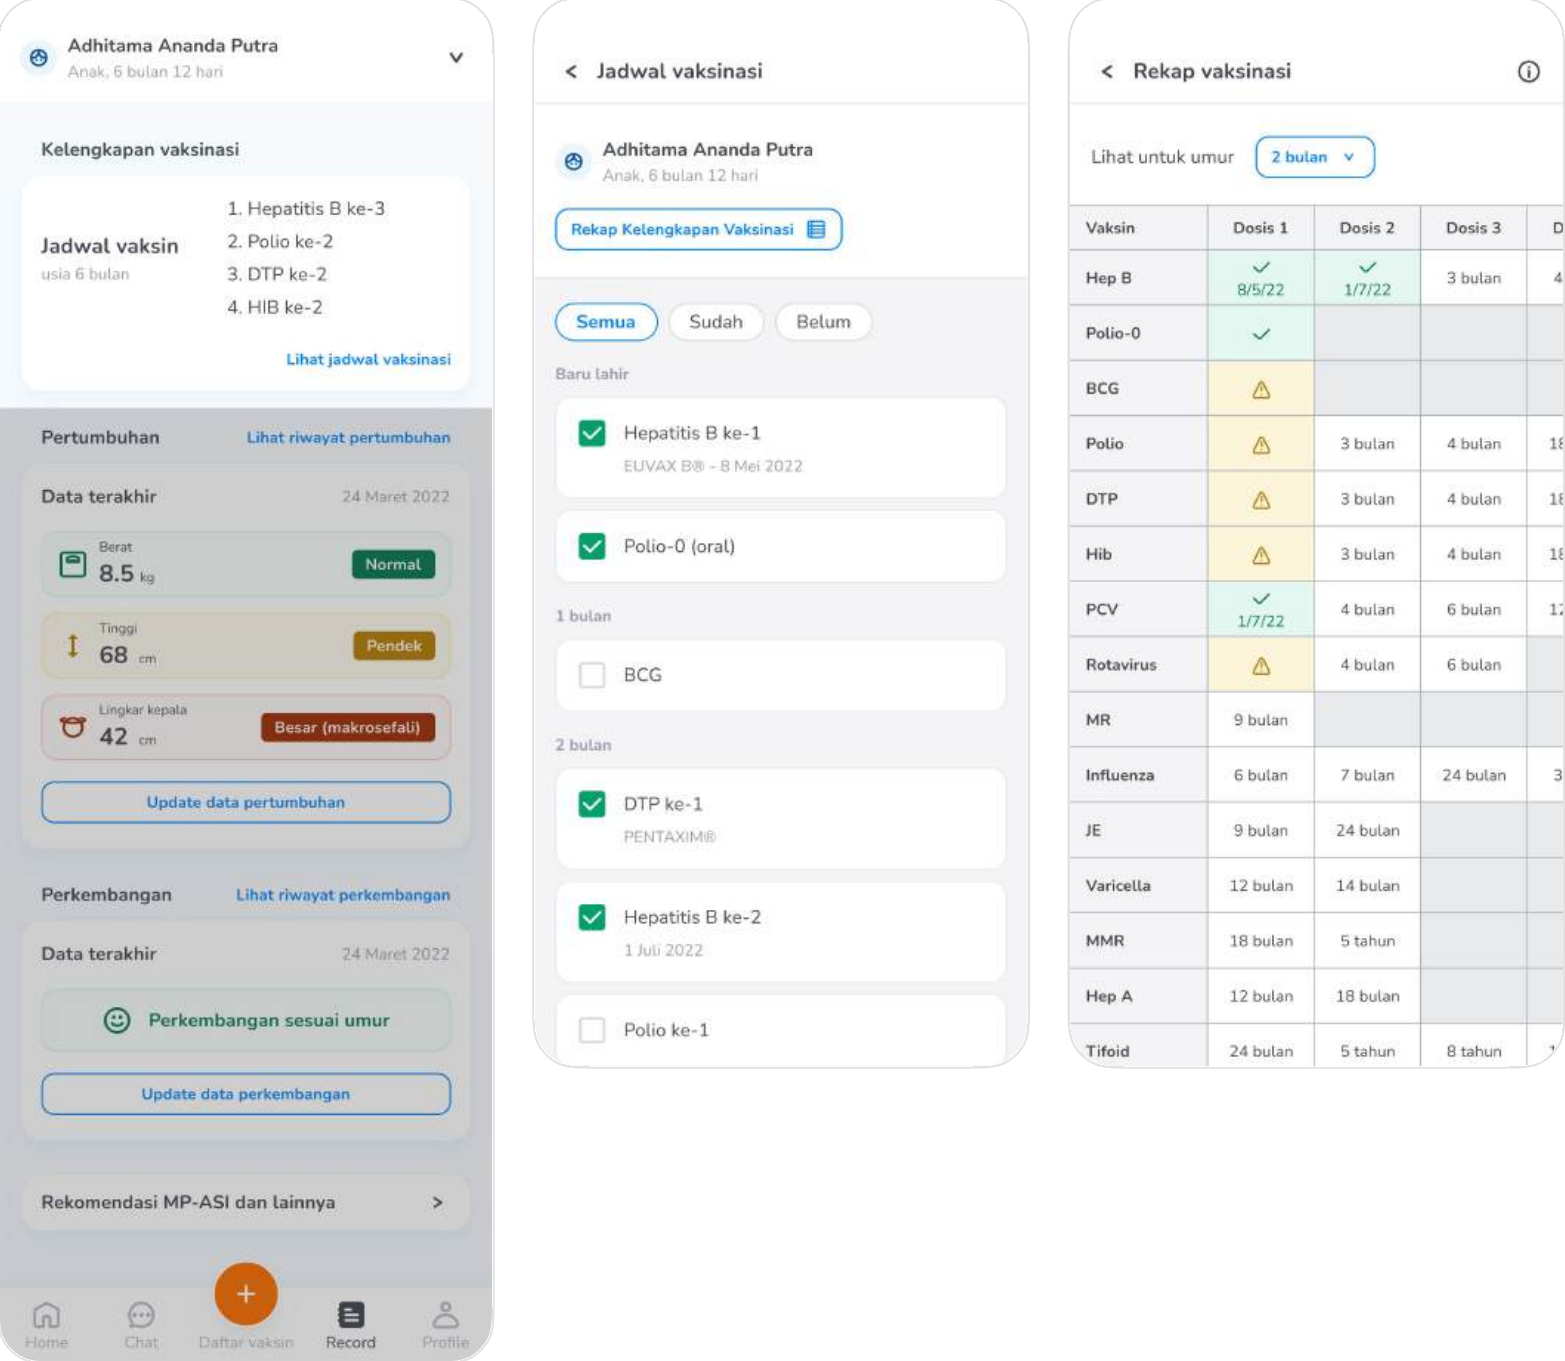 Adhitama Ananda Putra
Anak, 6 bulan 12 hari
Kelengkapan vaksinasi
Jadwal vaksin
usia 6 bulan
1. Hepatitis B ke-3
2. Polio ke-2
3. DTP ke-2
4. HIB ke-2
Lihat jadwal vaksinasi
Pertumbuhan Lihat riwayat pertumbuhan
Data terakhir 24 Maret 2022
Berat
8.5 kg Normal
Tinggi
68 cm Pendek
Lingkar kepala
42 cm Besar (makrosefali)
Update data pertumbuhan
Perkembangan Lihat riwayat perkembangan
Data terakhir 24 Maret 2022
Perkembangan sesuai umur
Update data perkembangan
Rekomendasi MP-ASI dan lainnya >
+
Home Chat Daftar vaksin Record Profile
< Jadwal vaksinasi
Adhitama Ananda Putra
Anak, 6 bulan 12 hari
Rekap Kelengkapan Vaksinasi
Semua Sudah Belum
Baru lahir
Hepatitis B ke-1
EUVAX B® - 8 Mei 2022
Polio-0 (oral)
1 bulan
BCG
2 bulan
DTP ke-1
PENTAXIM®
Hepatitis B ke-2
1 Juli 2022
Polio ke-1
< Rekap vaksinasi
Lihat untuk umur 2 bulan
Vaksin Dosis 1 Dosis 2 Dosis 3 D
Hep B 8/5/22 1/7/22 3 bulan 4
Polio-0
BCG
Polio 3 bulan 4 bulan 18
DTP 3 bulan 4 bulan 18
Hib 3 bulan 4 bulan 18
PCV 1/7/22 4 bulan 6 bulan 12
Rotavirus 4 bulan 6 bulan
MR 9 bulan
Influenza 6 bulan 7 bulan 24 bulan 3
JE 9 bulan 24 bulan
Varicella 12 bulan 14 bulan
MMR 18 bulan 5 tahun
Hep A 12 bulan 18 bulan
Tifoid 24 bulan 5 tahun 8 tahun